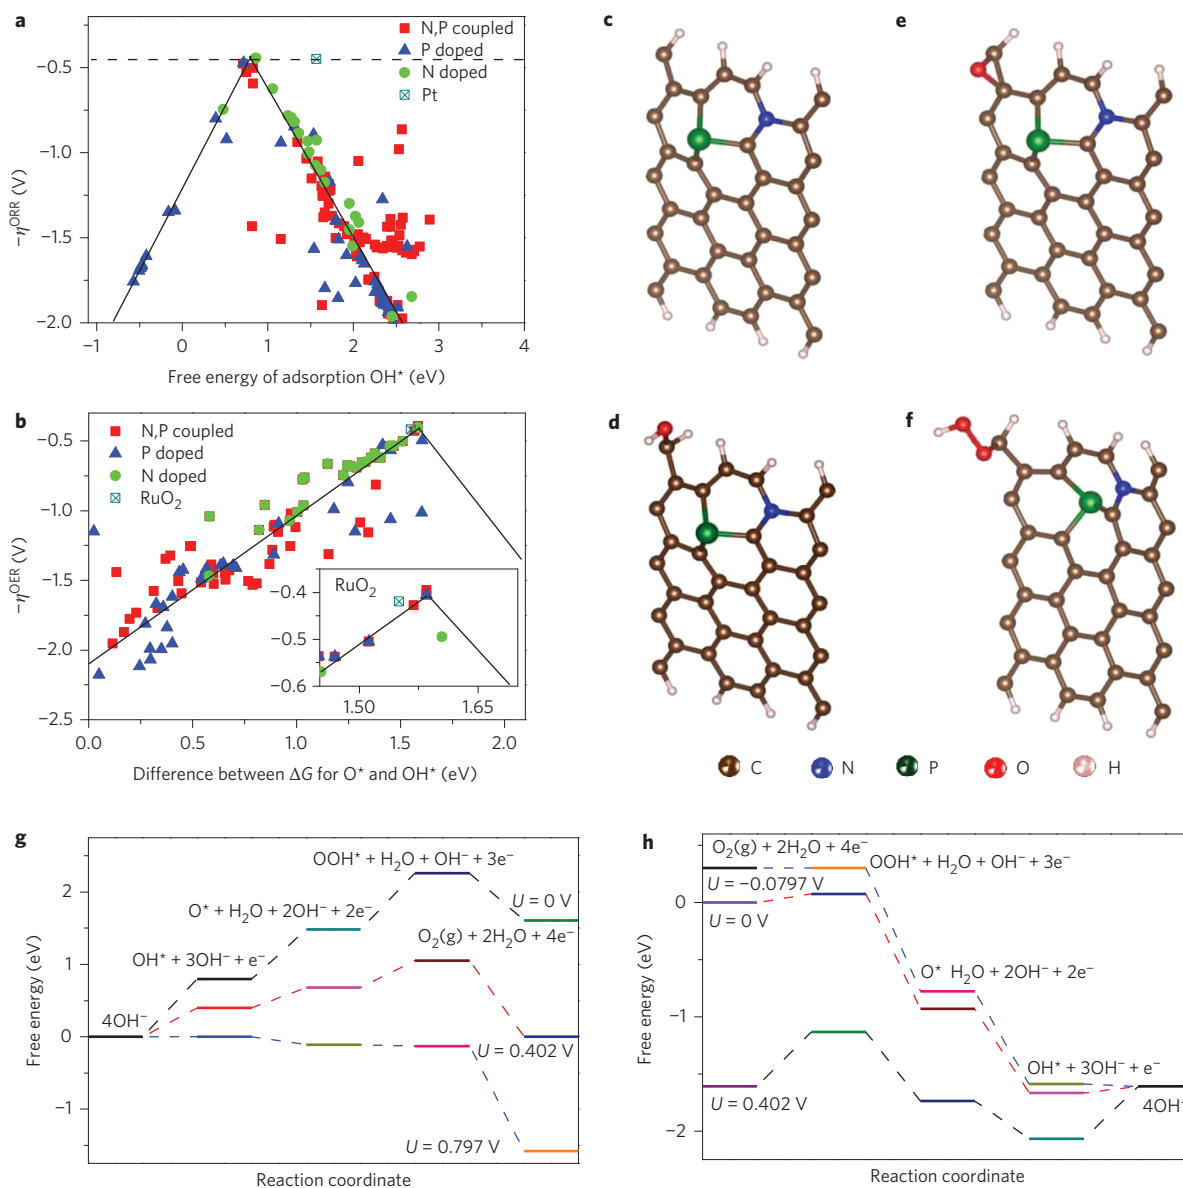 a
N,P coupled
P doped
N doped
Pt
−0.5
−1.0
−1.5
−2.0
−η^ORR (V)
−1 0 1 2 3 4
Free energy of adsorption OH* (eV)
b
N,P coupled
P doped
N doped
RuO₂
−0.5
−1.0
−1.5
−2.0
−2.5
−η^OER (V)
RuO₂
−0.4
−0.5
−0.6
1.50 1.65
0.0 0.5 1.0 1.5 2.0
Difference between ΔG for O* and OH* (eV)
c
e
d
f
C N P O H
g
OOH* + H₂O + OH⁻ + 3e⁻
U = 0 V
O* + H₂O + 2OH⁻ + 2e⁻
O₂(g) + 2H₂O + 4e⁻
OH* + 3OH⁻ + e⁻
4OH⁻
U = 0.402 V
U = 0.797 V
2
1
0
−1
Free energy (eV)
Reaction coordinate
h
O₂(g) + 2H₂O + 4e⁻
OOH* + H₂O + OH⁻ + 3e⁻
U = −0.0797 V
U = 0 V
O* H₂O + 2OH⁻ + 2e⁻
OH* + 3OH⁻ + e⁻
U = 0.402 V
4OH⁻
0
−1
−2
Free energy (eV)
Reaction coordinate